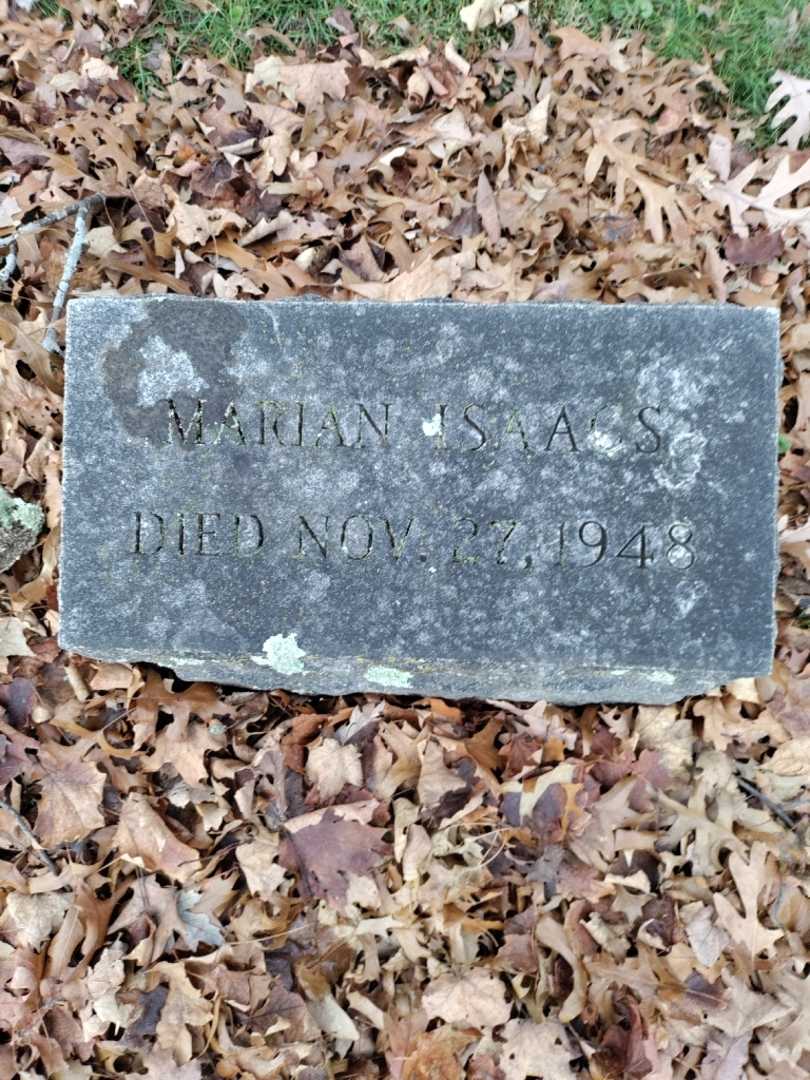 MARIAN ISAACS
DIED NOV. 27, 1948